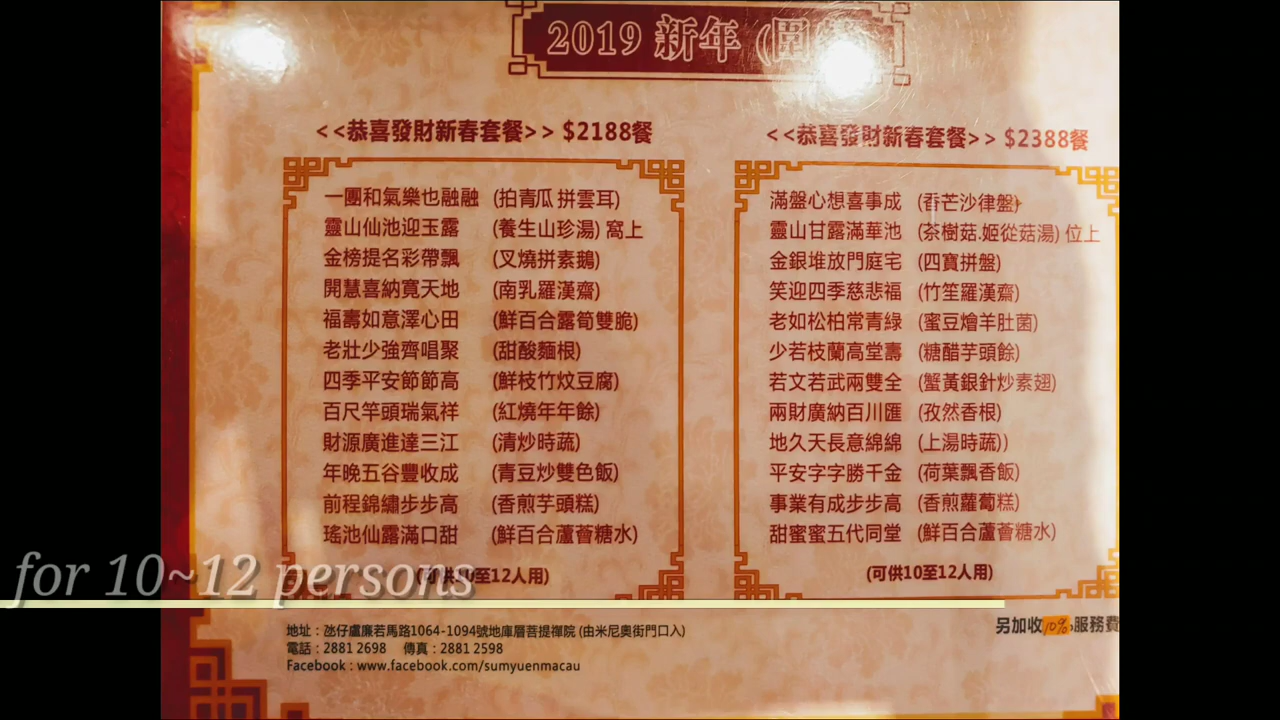 2019 新年 (圍
<<恭喜發財新春套餐>> $2188餐
一團和氣樂也融融 (拍青瓜 拼雲耳)
靈山仙池迎玉露 (養生山珍湯) 窩上
金榜提名彩帶飄 (叉燒拼素鵝)
開慧喜納寬天地 (南乳羅漢齋)
福壽如意澤心田 (鮮百合露筍雙脆)
老壯少強齊唱聚 (甜酸麵根)
四季平安節節高 (鮮枝竹炆豆腐)
百尺竿頭瑞氣祥 (紅燒年年餘)
財源廣進達三江 (清炒時蔬)
年晚五谷豐收成 (青豆炒雙色飯)
前程錦繡步步高 (香煎芋頭糕)
瑤池仙露滿口甜 (鮮百合蘆薈糖水)
(可供10至12人用)
<<恭喜發財新春套餐>> $2388餐
滿盤心想喜事成 (香芒沙律盤)
靈山甘露滿華池 (茶樹菇.姬從菇湯) 位上
金銀堆放門庭宅 (四寶拼盤)
笑迎四季慈悲福 (竹笙羅漢齋)
老如松柏常青綠 (蜜豆燴羊肚菌)
少若枝蘭高堂壽 (糖醋芋頭餘)
若文若武兩雙全 (蟹黃銀針炒素翅)
兩財廣納百川匯 (孜然香根)
地久天長意綿綿 (上湯時蔬))
平安字字勝千金 (荷葉飄香飯)
事業有成步步高 (香煎蘿蔔糕)
甜蜜蜜五代同堂 (鮮百合蘆薈糖水)
(可供10至12人用)
for 10~12 persons
地址：氹仔盧廉若馬路1064-1094號地庫層菩提禪院 (由米尼奧街門口入)
電話：2881 2698 傳真：2881 2598
Facebook : www.facebook.com/sumyuenmacau
另加收10%服務費